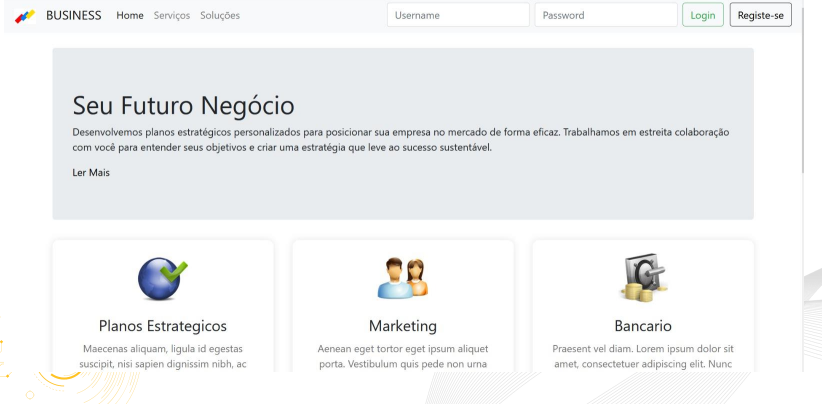 BUSINESS Home Serviços Soluções Username Password Login Registe-se
Seu Futuro Negócio
Desenvolvemos planos estratégicos personalizados para posicionar sua empresa no mercado de forma eficaz. Trabalhamos em estreita colaboração
com você para entender seus objetivos e criar uma estratégia que leve ao sucesso sustentável.
Ler Mais
Planos Estrategicos
Maecenas aliquam, ligula id egestas
suscipit, nisi sapien dignissim nibh, ac
Marketing
Aenean eget tortor eget ipsum aliquet
porta. Vestibulum quis pede non urna
Bancario
Praesent vel diam. Lorem ipsum dolor sit
amet, consectetuer adipiscing elit. Nunc